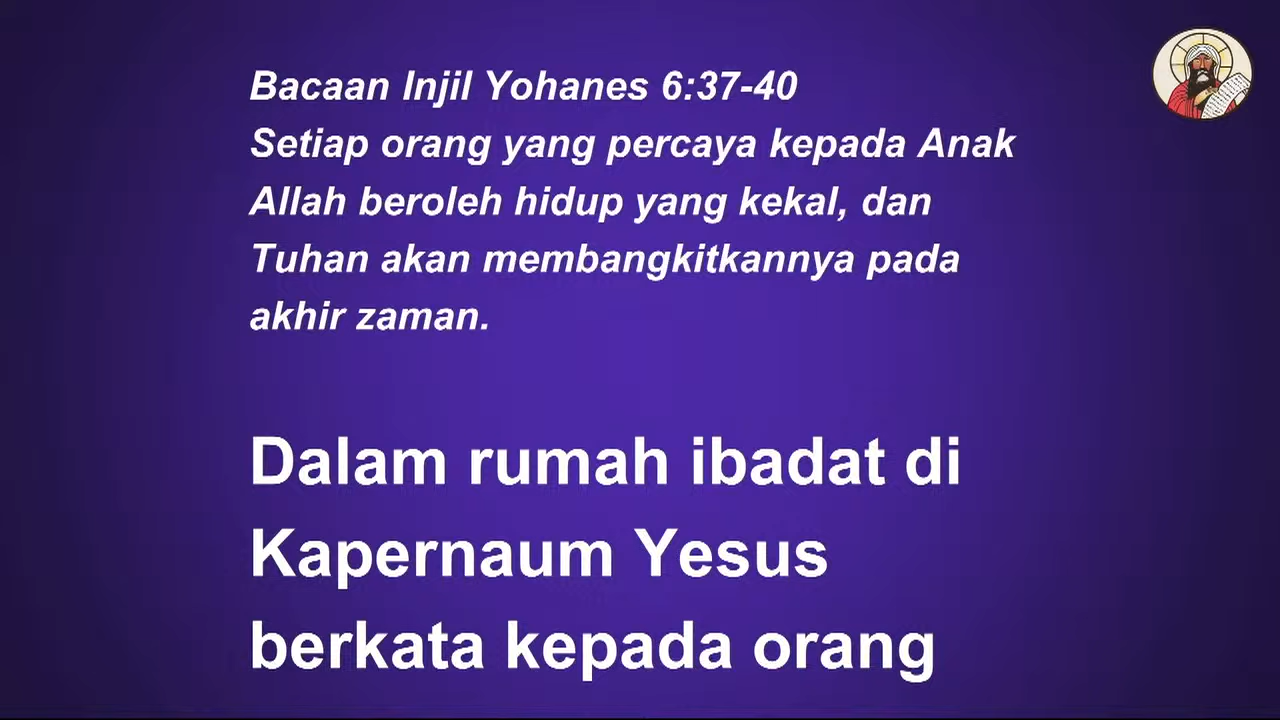 Bacaan Injil Yohanes 6:37-40
Setiap orang yang percaya kepada Anak
Allah beroleh hidup yang kekal, dan
Tuhan akan membangkitkannya pada
akhir zaman.
Dalam rumah ibadat di
Kapernaum Yesus
berkata kepada orang